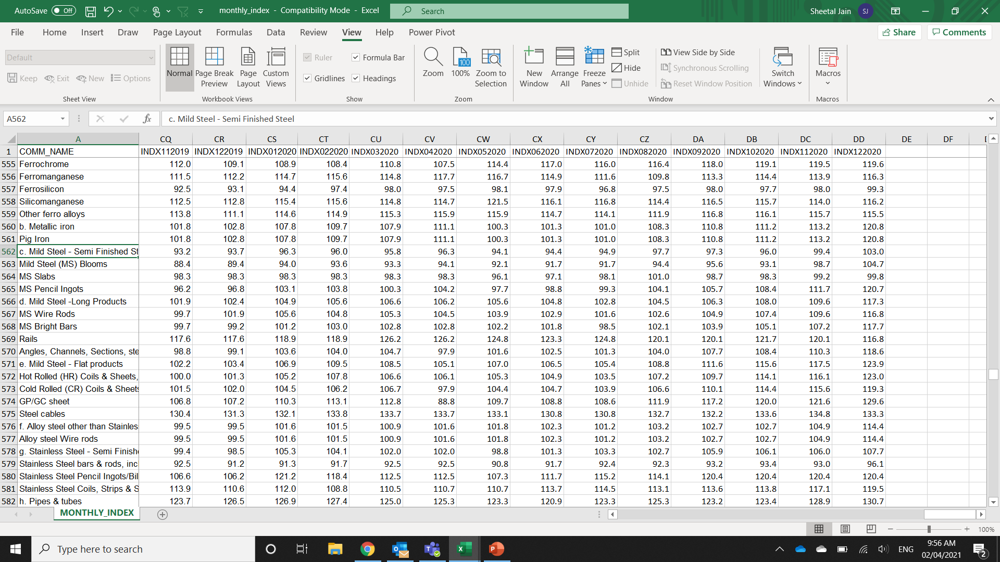 AutoSave Off monthly_index - Compatibility Mode - Excel Search Sheetal Jain SJ
File Home Insert Draw Page Layout Formulas Data Review View Help Power Pivot Share Comments
Default
Keep Exit New Options
Sheet View
Normal Page Break Preview Page Layout Custom Views
Workbook Views
Ruler Formula Bar
Gridlines Headings
Show
Zoom 100 100% Zoom to Selection
Zoom
New Window Arrange All Freeze Panes Split Hide Unhide
View Side by Side
Synchronous Scrolling
Reset Window Position
Switch Windows
Window
Macros
Macros
A562 fx c. Mild Steel - Semi Finished Steel
A CQ CR CS CT CU CV CW CX CY CZ DA DB DC DD DE DF
1 COMM_NAME INDX112019 INDX122019 INDX012020 INDX022020 INDX032020 INDX042020 INDX052020 INDX062020 INDX072020 INDX082020 INDX092020 INDX102020 INDX112020 INDX122020
555 Ferrochrome 112.0 109.1 108.9 108.4 110.8 107.5 114.4 117.0 116.0 116.4 118.0 119.1 119.5 119.6
556 Ferromanganese 111.5 112.2 114.7 115.6 114.8 117.7 116.7 114.9 111.6 109.8 113.3 114.4 113.9 116.3
557 Ferrosilicon 92.5 93.1 94.4 97.4 98.0 97.5 98.1 97.9 96.8 97.5 98.0 97.7 98.0 99.3
558 Silicomanganese 112.5 112.8 115.4 115.6 114.8 114.7 121.5 116.1 116.8 114.4 116.5 115.7 114.0 116.2
559 Other ferro alloys 113.8 111.1 114.6 114.9 115.3 115.9 115.9 114.7 114.1 111.9 116.8 116.1 115.7 115.5
560 b. Metallic iron 101.8 102.8 107.8 109.7 107.9 111.1 100.3 101.3 101.0 108.3 110.8 111.2 113.2 120.8
561 Pig Iron 101.8 102.8 107.8 109.7 107.9 111.1 100.3 101.3 101.0 108.3 110.8 111.2 113.2 120.8
562 c. Mild Steel - Semi Finished St 93.2 93.7 96.3 96.0 95.8 96.3 94.1 94.4 94.9 97.7 97.3 96.0 99.4 103.0
563 Mild Steel (MS) Blooms 88.4 89.4 94.0 93.6 93.3 94.1 92.1 91.7 91.7 94.4 95.6 93.1 98.7 104.7
564 MS Slabs 98.3 98.3 98.3 98.3 98.3 98.3 96.1 97.1 98.1 101.0 98.7 98.3 99.2 99.8
565 MS Pencil Ingots 96.2 96.8 103.1 103.8 100.3 104.2 97.7 98.8 99.3 104.1 105.7 108.4 111.7 120.7
566 d. Mild Steel -Long Products 101.9 102.4 104.9 105.6 106.6 106.2 105.6 104.8 102.8 104.5 106.3 108.0 109.6 117.3
567 MS Wire Rods 99.7 101.9 105.6 104.8 105.3 104.5 103.9 102.9 101.6 102.6 104.9 107.4 109.6 116.8
568 MS Bright Bars 99.7 99.2 101.2 103.0 102.8 102.8 102.2 101.8 98.5 102.1 103.9 105.1 107.2 117.7
569 Rails 117.6 117.6 118.9 118.9 126.2 126.2 124.8 123.3 124.8 120.1 120.1 121.7 120.1 116.8
570 Angles, Channels, Sections, ste 98.8 99.1 103.6 104.0 104.7 97.9 101.6 102.5 101.3 104.0 107.7 108.4 110.3 118.6
571 e. Mild Steel - Flat products 102.2 103.4 106.9 109.5 108.5 105.1 107.0 106.5 105.4 108.8 111.6 115.6 117.5 123.9
572 Hot Rolled (HR) Coils & Sheets, 100.0 101.3 105.2 107.8 106.6 106.1 105.3 104.9 103.5 107.2 109.7 114.1 116.1 123.0
573 Cold Rolled (CR) Coils & Sheets 101.5 102.0 104.5 106.2 106.7 97.9 104.4 104.7 103.9 106.6 110.1 114.4 115.6 119.3
574 GP/GC sheet 106.8 107.2 110.3 113.1 112.8 88.8 109.7 108.8 108.6 111.9 117.2 120.0 121.6 129.6
575 Steel cables 130.4 131.3 132.1 133.8 133.7 133.7 133.1 130.8 130.8 132.7 132.2 133.6 134.8 133.3
576 f. Alloy steel other than Stainles 99.5 99.5 101.6 101.5 100.9 101.6 101.8 102.3 101.2 103.2 102.7 102.7 104.9 114.4
577 Alloy steel Wire rods 99.5 99.5 101.6 101.5 100.9 101.6 101.8 102.3 101.2 103.2 102.7 102.7 104.9 114.4
578 g. Stainless Steel - Semi Finishe 99.4 98.5 105.3 104.1 102.0 102.0 98.8 101.3 103.3 102.7 105.9 106.1 106.0 107.7
579 Stainless Steel bars & rods, inc 92.5 91.2 91.3 91.7 92.5 92.5 90.8 91.7 92.4 92.3 93.2 93.4 93.0 96.1
580 Stainless Steel Pencil Ingots/Bil 106.6 106.2 121.2 118.4 112.5 112.5 107.3 111.7 115.2 114.1 120.4 120.4 120.4 120.4
581 Stainless Steel Coils, Strips & S 113.9 110.6 112.0 108.8 110.5 110.7 110.7 113.7 114.5 113.1 113.6 113.8 117.1 119.5
582 h. Pipes & tubes 123.7 126.5 126.9 127.4 125.0 125.3 123.3 120.9 123.3 125.3 123.2 123.4 128.9 130.7
MONTHLY_INDEX
100%
Type here to search ENG 9:56 AM
02/04/2021 2